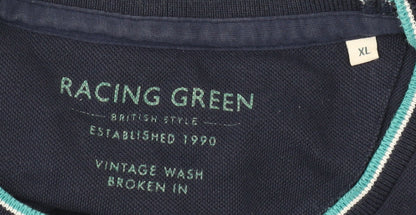 XL
RACING GREEN
BRITISH STYLE
ESTABLISHED 1990
VINTAGE WASH
BROKEN IN